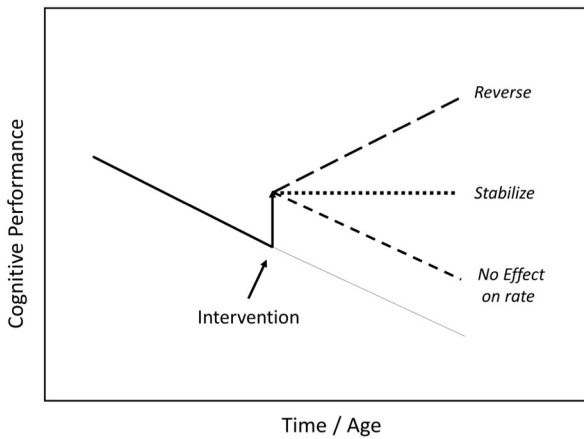 Cognitive Performance
Reverse
Stabilize
No Effect
on rate
Intervention
Time / Age